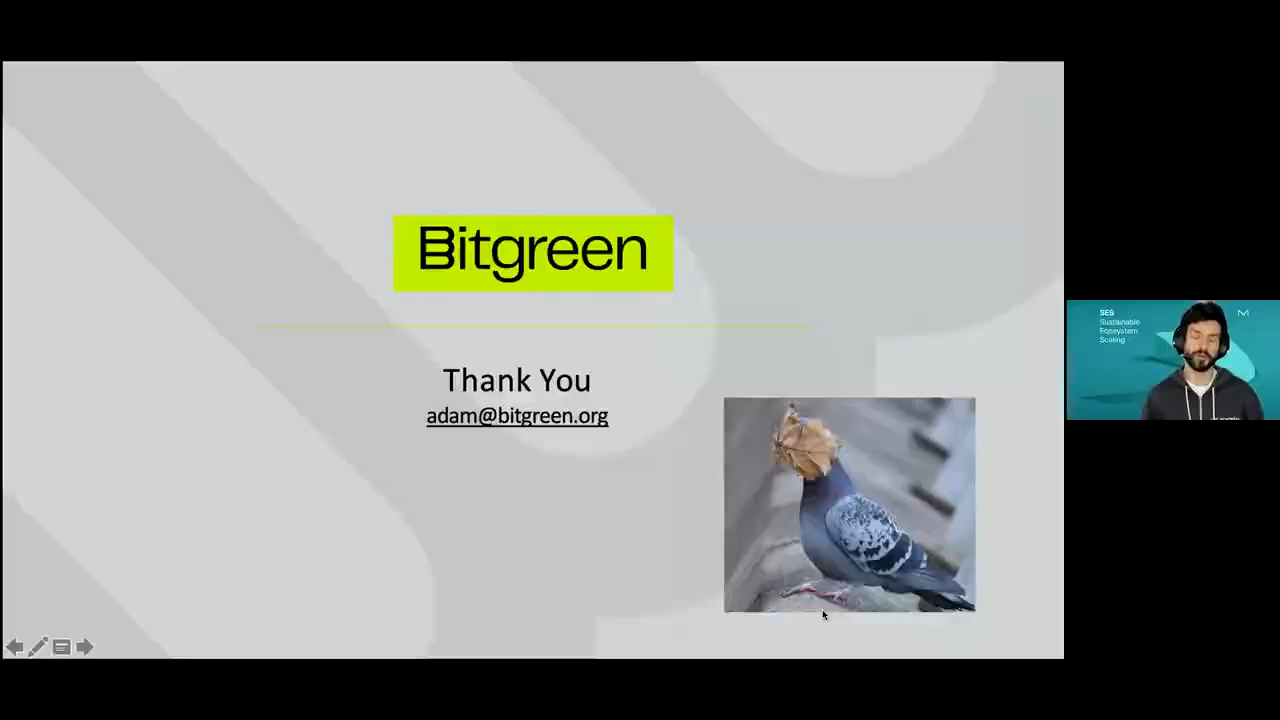 Bitgreen
Thank You
adam@bitgreen.org
SES
Sustainable
Ecosystem
Scaling